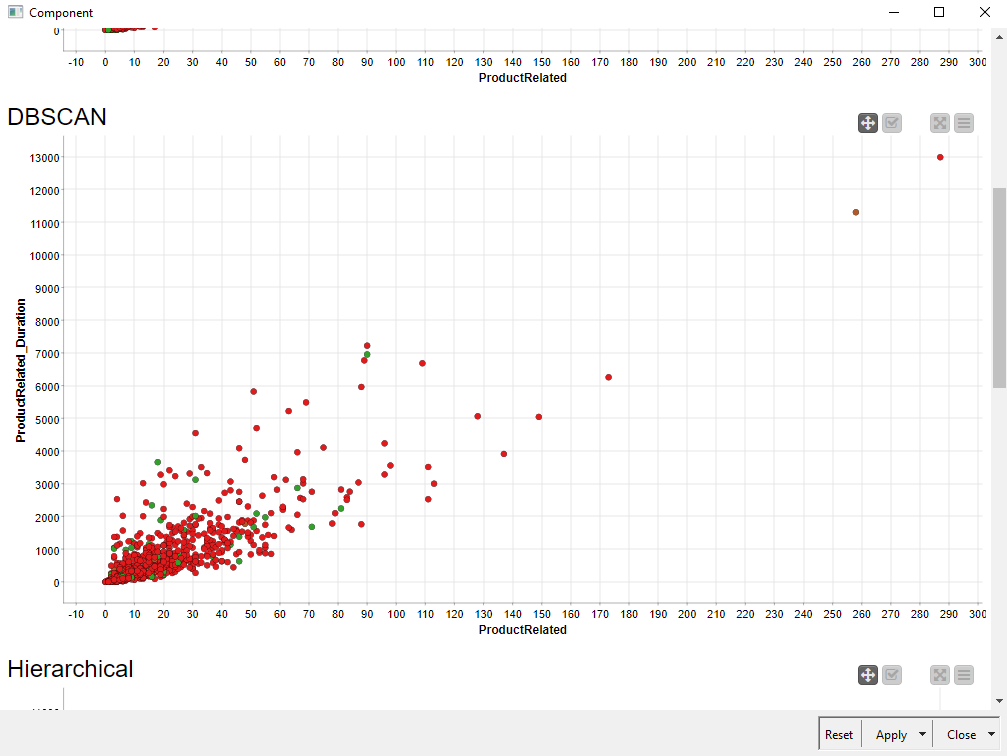 Component
0
-10 0 10 20 30 40 50 60 70 80 90 100 110 120 130 140 150 160 170 180 190 200 210 220 230 240 250 260 270 280 290 300
ProductRelated
DBSCAN
13000
12000
11000
10000
9000
8000
7000
6000
5000
4000
3000
2000
1000
0
ProductRelated_Duration
-10 0 10 20 30 40 50 60 70 80 90 100 110 120 130 140 150 160 170 180 190 200 210 220 230 240 250 260 270 280 290 300
ProductRelated
Hierarchical
Reset Apply Close